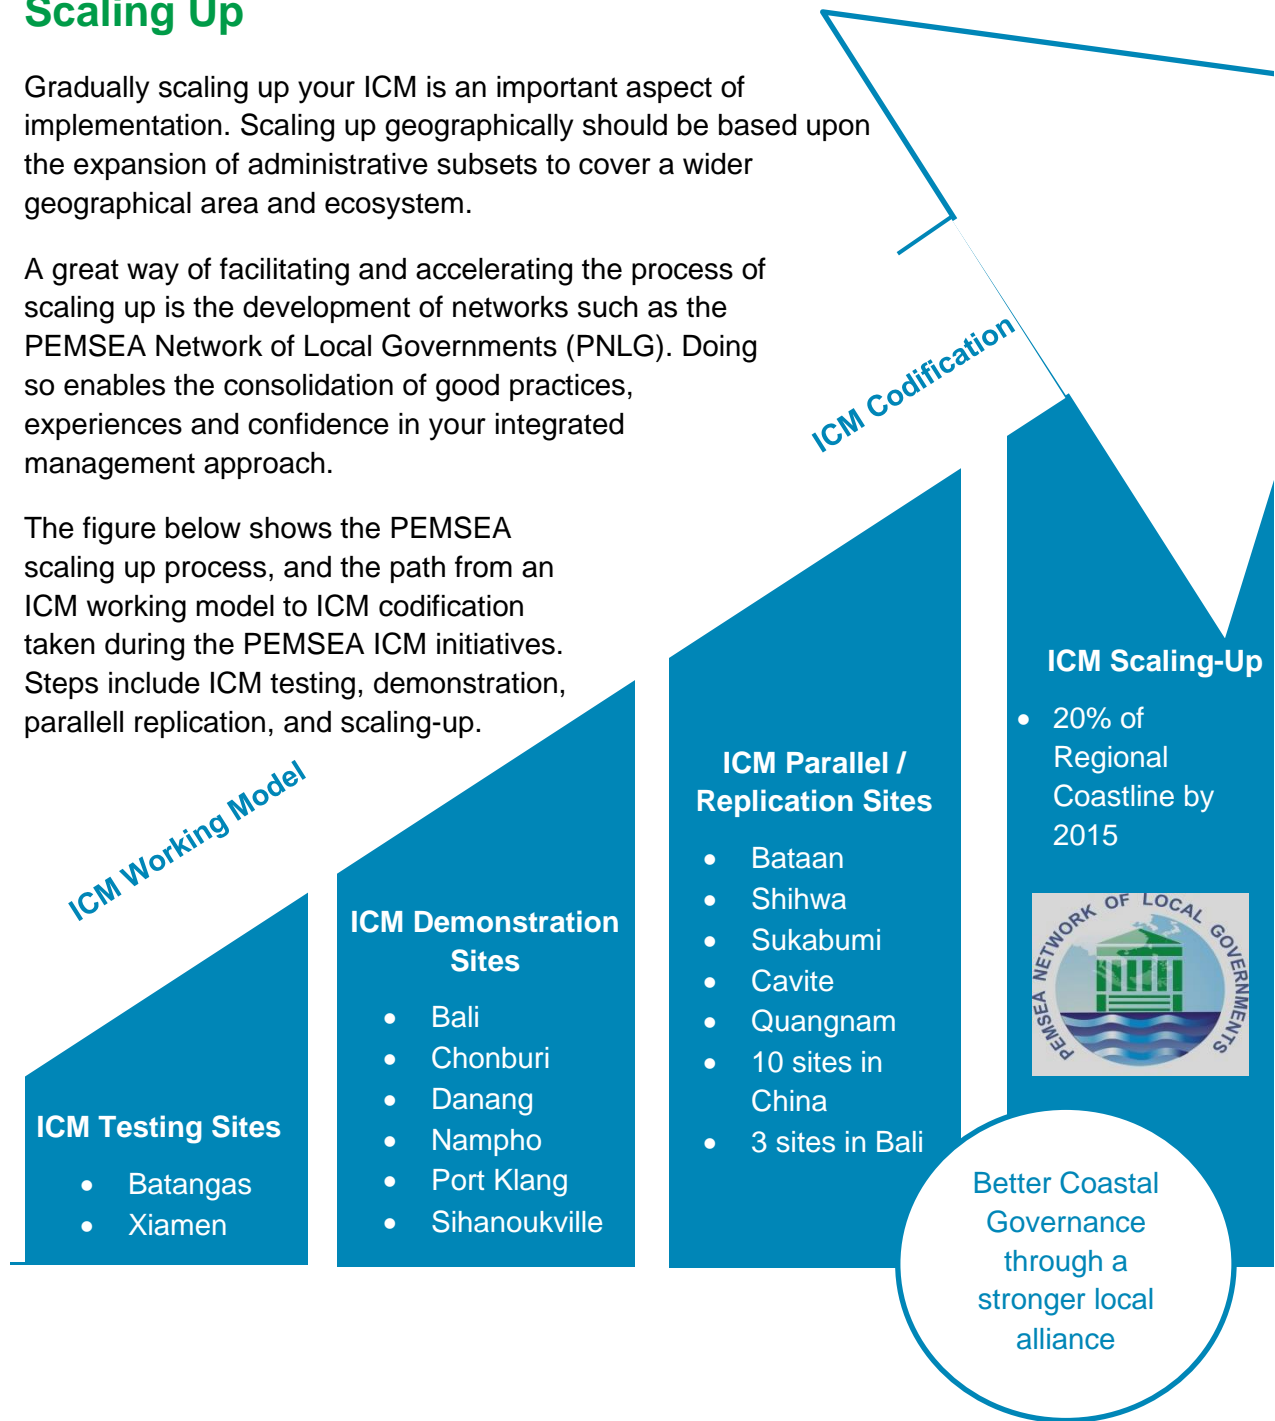 Scaling Up
Gradually scaling up your ICM is an important aspect of
implementation. Scaling up geographically should be based upon
the expansion of administrative subsets to cover a wider
geographical area and ecosystem.
A great way of facilitating and accelerating the process of
scaling up is the development of networks such as the
PEMSEA Network of Local Governments (PNLG). Doing
so enables the consolidation of good practices,
experiences and confidence in your integrated
management approach.
The figure below shows the PEMSEA
scaling up process, and the path from an
ICM working model to ICM codification
taken during the PEMSEA ICM initiatives.
Steps include ICM testing, demonstration,
parallell replication, and scaling-up.
ICM Working Model
ICM Codification
ICM Testing Sites
• Batangas
• Xiamen
ICM Demonstration
Sites
• Bali
• Chonburi
• Danang
• Nampho
• Port Klang
• Sihanoukville
ICM Parallel /
Replication Sites
• Bataan
• Shihwa
• Sukabumi
• Cavite
• Quangnam
• 10 sites in
China
• 3 sites in Bali
ICM Scaling-Up
• 20% of
Regional
Coastline by
2015
PEMSEA NETWORK OF LOCAL GOVERNMENTS
Better Coastal
Governance
through a
stronger local
alliance